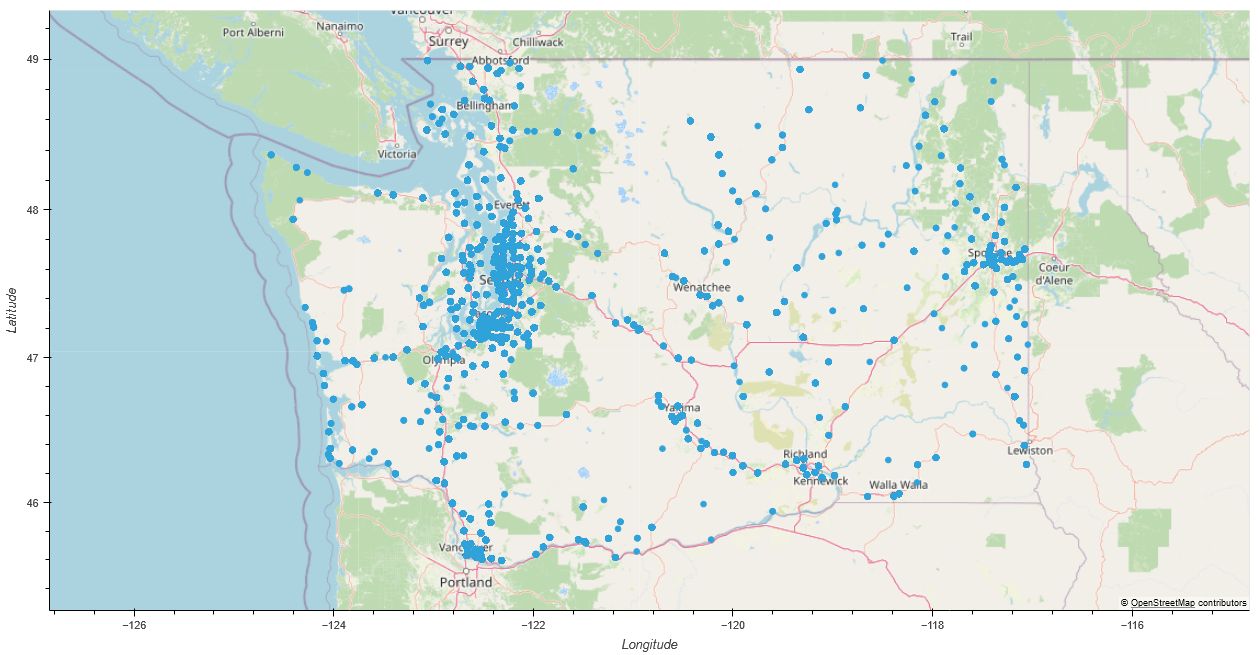 Vancouver
Port Alberni
Nanaimo
Surrey
Chilliwack
Trail
Abbotsford
49
Bellingham
Victoria
48
Everett
Coeur
d'Alene
Wenatchee
Latitude
47
Olympia
Yakima
Richland
Lewiston
Kennewick
Walla Walla
46
Vancouver
Portland
© OpenStreetMap contributors
−126
−124
−122
−120
−118
−116
Longitude